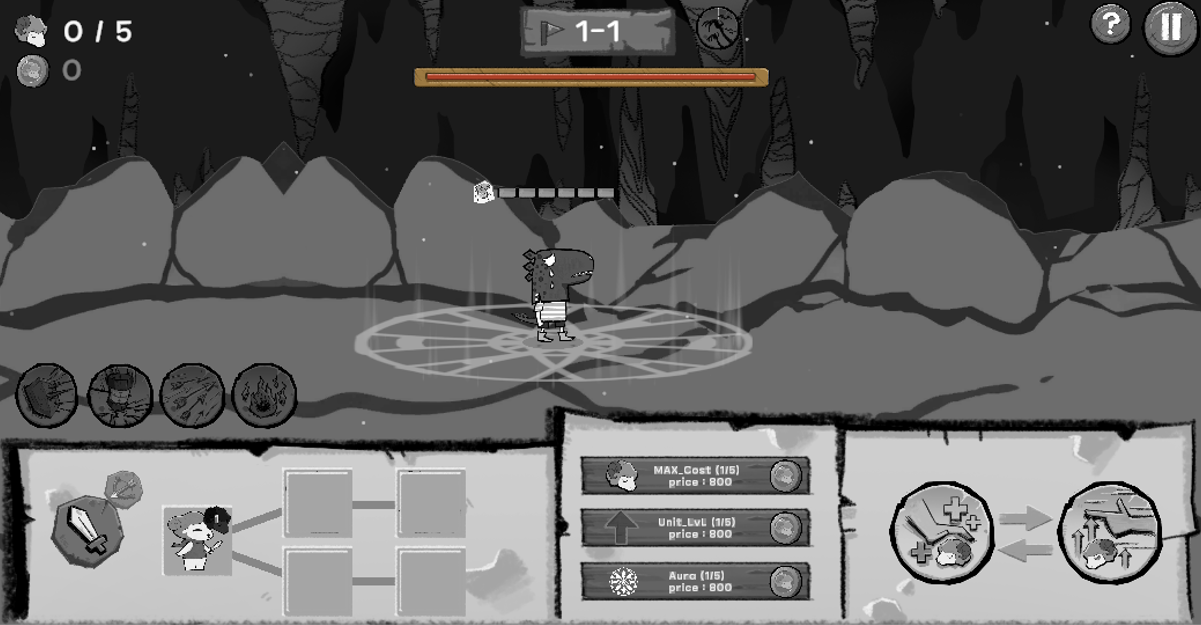 0 / 5
1-1
?
0
MAX_Cost (1/5)
price : 800
Unit_Lvl (1/5)
price : 800
Aura (1/5)
price : 800
1